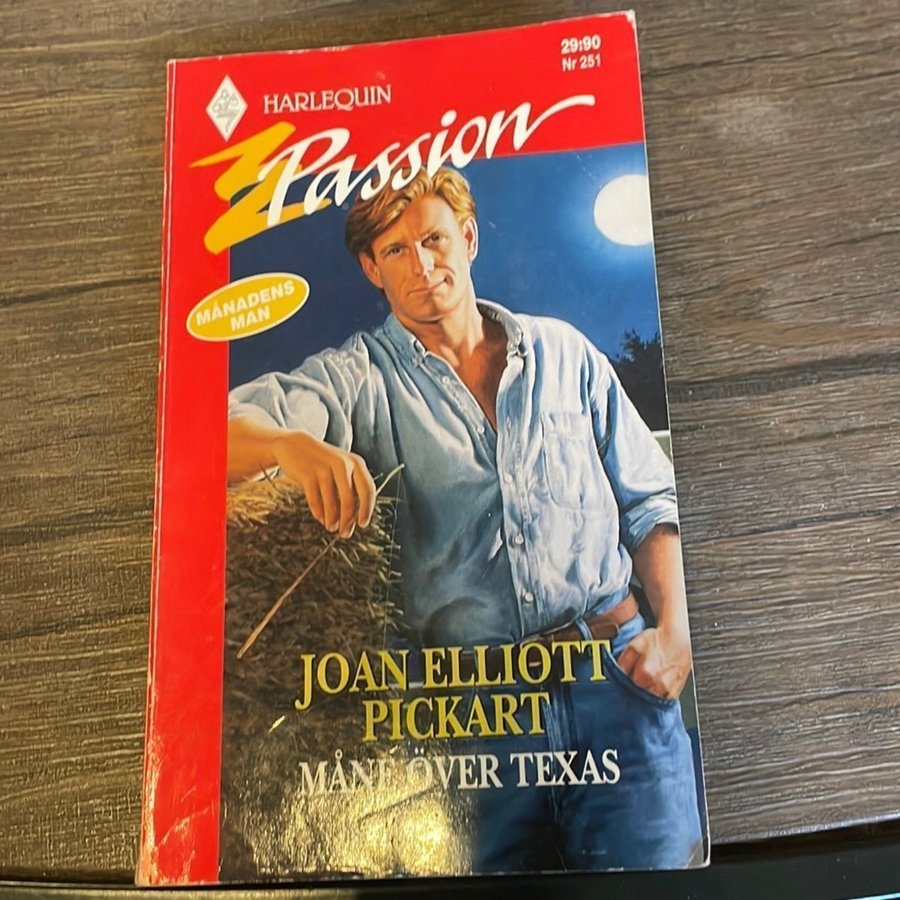 29:90
Nr 251
HARLEQUIN
Passion
MÅNADENS
MAN
JOAN ELLIOTT
PICKART
MÅNE ÖVER TEXAS